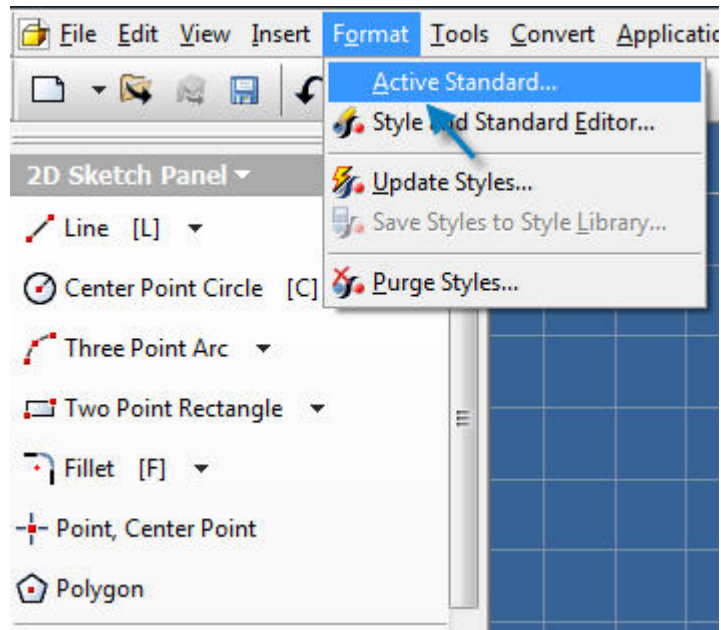 File Edit View Insert Format Tools Convert Applicatio
Active Standard...
Style and Standard Editor...
Update Styles...
Save Styles to Style Library...
Purge Styles...
2D Sketch Panel
Line [L]
Center Point Circle [C]
Three Point Arc
Two Point Rectangle
Fillet [F]
Point, Center Point
Polygon